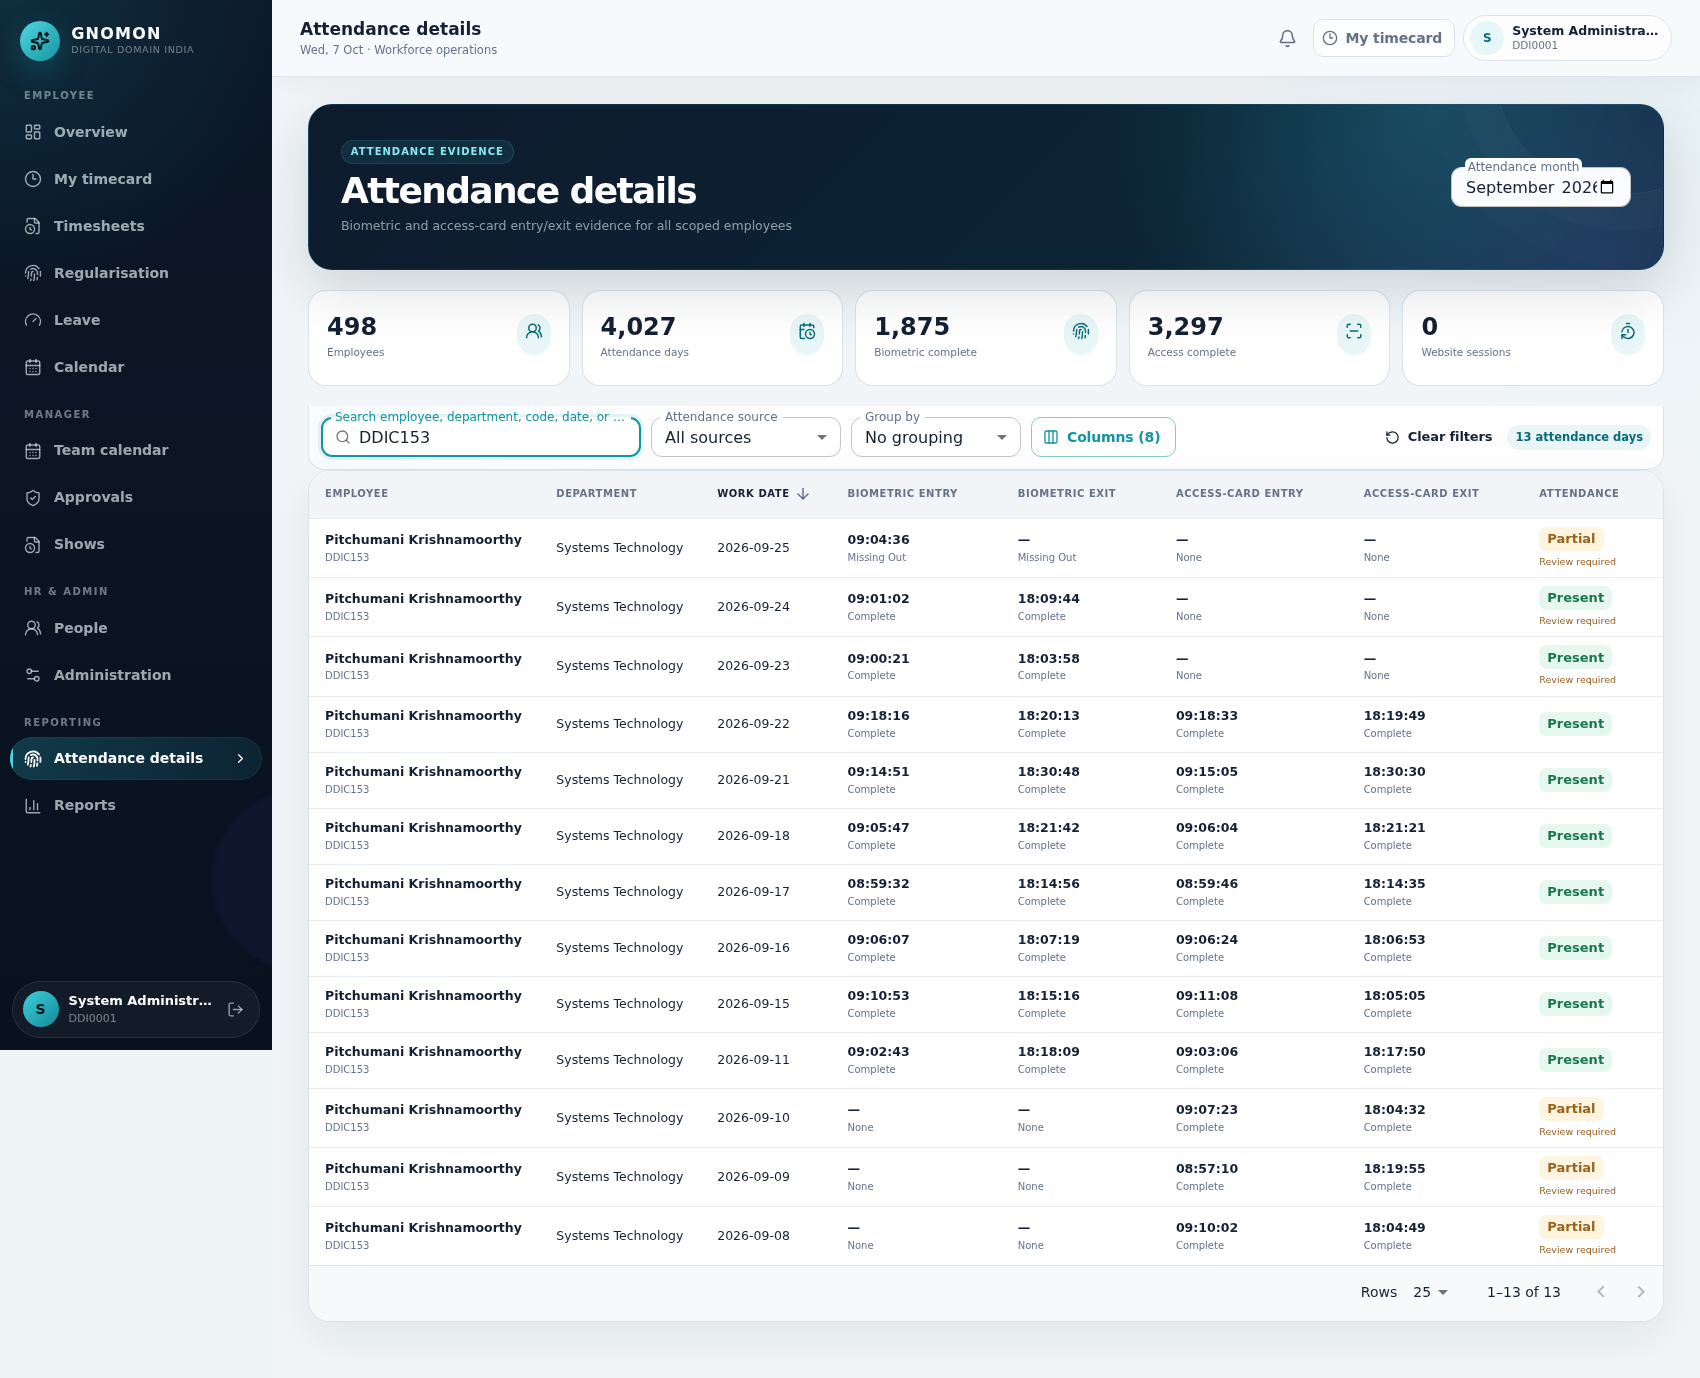 GNOMON
DIGITAL DOMAIN INDIA
EMPLOYEE
Overview
My timecard
Timesheets
Regularisation
Leave
Calendar
MANAGER
Team calendar
Approvals
Shows
HR & ADMIN
People
Administration
REPORTING
Attendance details
Reports
S
System Administr...
DDI0001
Attendance details
Wed, 7 Oct · Workforce operations
My timecard
S
System Administra...
DDI0001
ATTENDANCE EVIDENCE
Attendance details
Biometric and access-card entry/exit evidence for all scoped employees
Attendance month
September 2026
498
Employees
4,027
Attendance days
1,875
Biometric complete
3,297
Access complete
0
Website sessions
Search employee, department, code, date, or ...
DDIC153
Attendance source
All sources
Group by
No grouping
Columns (8)
Clear filters
13 attendance days
EMPLOYEE DEPARTMENT WORK DATE BIOMETRIC ENTRY BIOMETRIC EXIT ACCESS-CARD ENTRY ACCESS-CARD EXIT ATTENDANCE
Pitchumani Krishnamoorthy Systems Technology 2026-09-25 09:04:36 — — — Partial
DDIC153 Missing Out Missing Out None None Review required
Pitchumani Krishnamoorthy Systems Technology 2026-09-24 09:01:02 18:09:44 — — Present
DDIC153 Complete Complete None None Review required
Pitchumani Krishnamoorthy Systems Technology 2026-09-23 09:00:21 18:03:58 — — Present
DDIC153 Complete Complete None None Review required
Pitchumani Krishnamoorthy Systems Technology 2026-09-22 09:18:16 18:20:13 09:18:33 18:19:49 Present
DDIC153 Complete Complete Complete Complete
Pitchumani Krishnamoorthy Systems Technology 2026-09-21 09:14:51 18:30:48 09:15:05 18:30:30 Present
DDIC153 Complete Complete Complete Complete
Pitchumani Krishnamoorthy Systems Technology 2026-09-18 09:05:47 18:21:42 09:06:04 18:21:21 Present
DDIC153 Complete Complete Complete Complete
Pitchumani Krishnamoorthy Systems Technology 2026-09-17 08:59:32 18:14:56 08:59:46 18:14:35 Present
DDIC153 Complete Complete Complete Complete
Pitchumani Krishnamoorthy Systems Technology 2026-09-16 09:06:07 18:07:19 09:06:24 18:06:53 Present
DDIC153 Complete Complete Complete Complete
Pitchumani Krishnamoorthy Systems Technology 2026-09-15 09:10:53 18:15:16 09:11:08 18:05:05 Present
DDIC153 Complete Complete Complete Complete
Pitchumani Krishnamoorthy Systems Technology 2026-09-11 09:02:43 18:18:09 09:03:06 18:17:50 Present
DDIC153 Complete Complete Complete Complete
Pitchumani Krishnamoorthy Systems Technology 2026-09-10 — — 09:07:23 18:04:32 Partial
DDIC153 None None Complete Complete Review required
Pitchumani Krishnamoorthy Systems Technology 2026-09-09 — — 08:57:10 18:19:55 Partial
DDIC153 None None Complete Complete Review required
Pitchumani Krishnamoorthy Systems Technology 2026-09-08 — — 09:10:02 18:04:49 Partial
DDIC153 None None Complete Complete Review required
Rows 25 1–13 of 13